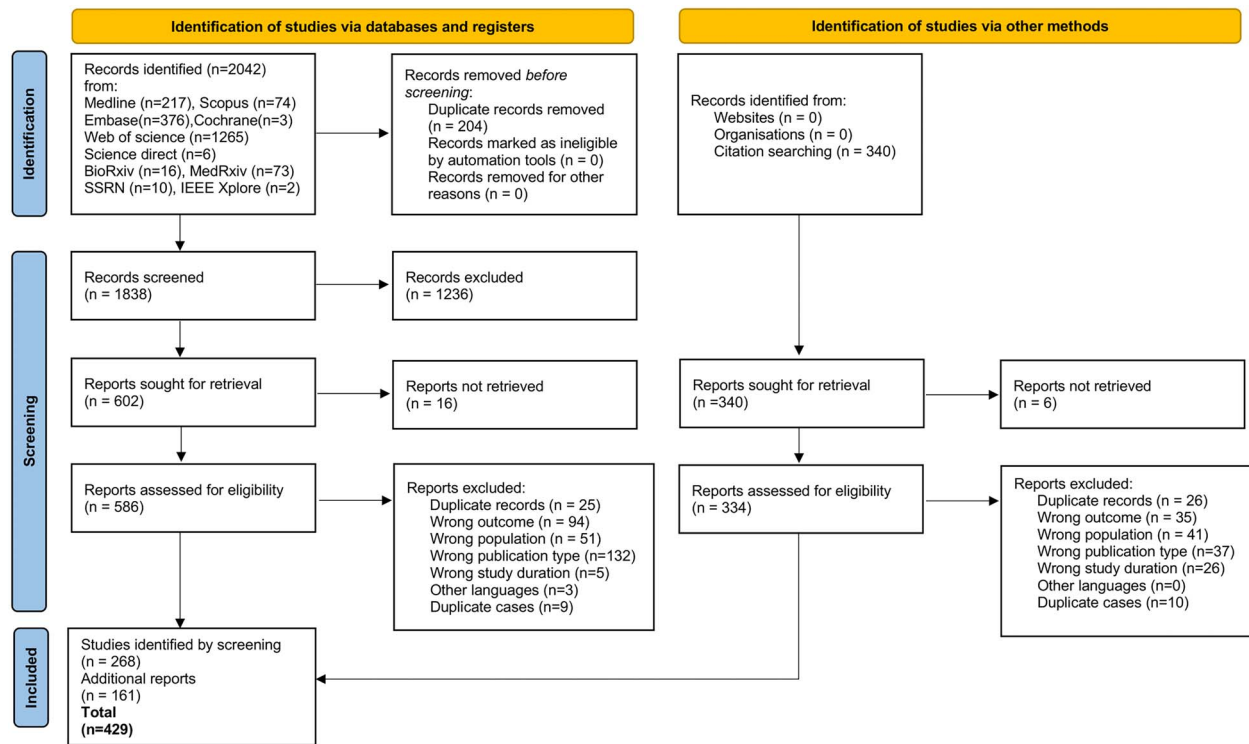 Identification of studies via databases and registers
Identification of studies via other methods
Identification
Records identified (n=2042)
from:
Medline (n=217), Scopus (n=74)
Embase(n=376),Cochrane(n=3)
Web of science (n=1265)
Science direct (n=6)
BioRxiv (n=16), MedRxiv (n=73)
SSRN (n=10), IEEE Xplore (n=2)
Records removed before
screening:
Duplicate records removed
(n = 204)
Records marked as ineligible
by automation tools (n = 0)
Records removed for other
reasons (n = 0)
Records identified from:
Websites (n = 0)
Organisations (n = 0)
Citation searching (n = 340)
Screening
Records screened
(n = 1838)
Records excluded
(n = 1236)
Reports sought for retrieval
(n = 602)
Reports not retrieved
(n = 16)
Reports sought for retrieval
(n =340)
Reports not retrieved
(n = 6)
Reports assessed for eligibility
(n = 586)
Reports excluded:
Duplicate records (n = 25)
Wrong outcome (n = 94)
Wrong population (n = 51)
Wrong publication type (n=132)
Wrong study duration (n=5)
Other languages (n=3)
Duplicate cases (n=9)
Reports assessed for eligibility
(n = 334)
Reports excluded:
Duplicate records (n = 26)
Wrong outcome (n = 35)
Wrong population (n = 41)
Wrong publication type (n=37)
Wrong study duration (n=26)
Other languages (n=0)
Duplicate cases (n=10)
Included
Studies identified by screening
(n = 268)
Additional reports
(n = 161)
Total
(n=429)